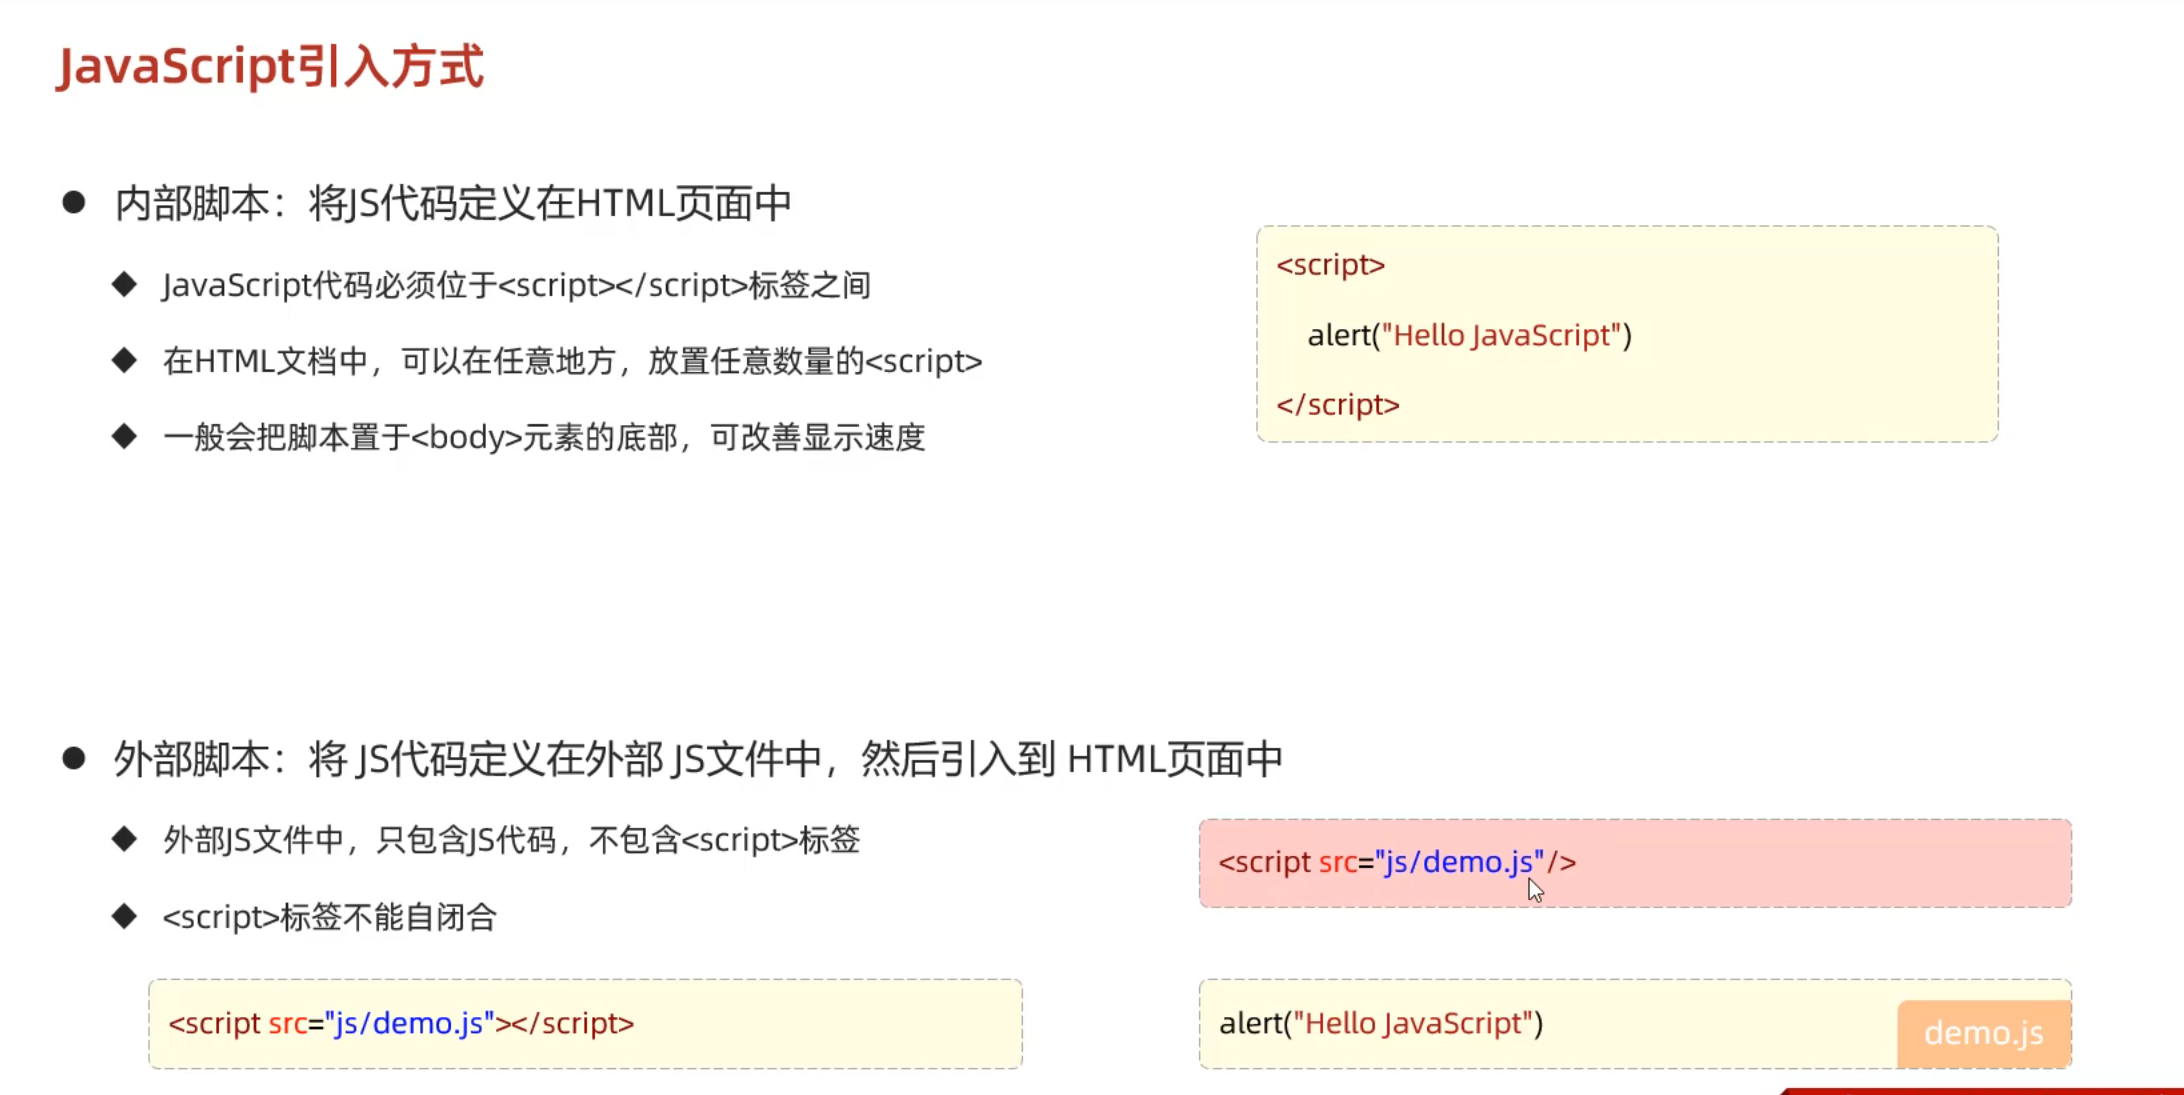 JavaScript引入方式
内部脚本：将JS代码定义在HTML页面中
JavaScript代码必须位于<script></script>标签之间
在HTML文档中，可以在任意地方，放置任意数量的<script>
一般会把脚本置于<body>元素的底部，可改善显示速度
<script>
alert("Hello JavaScript")
</script>
外部脚本：将 JS代码定义在外部 JS文件中，然后引入到 HTML页面中
外部JS文件中，只包含JS代码，不包含<script>标签
<script src="js/demo.js"/>
<script>标签不能自闭合
<script src="js/demo.js"></script>
alert("Hello JavaScript")
demo.js